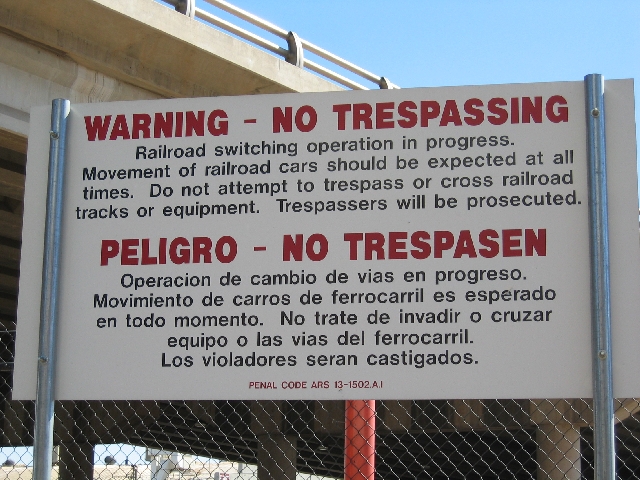 WARNING - NO TRESPASSING
Railroad switching operation in progress.
Movement of railroad cars should be expected at all
times. Do not attempt to trespass or cross railroad
tracks or equipment. Trespassers will be prosecuted.
PELIGRO - NO TRESPASEN
Operacion de cambio de vias en progreso.
Movimiento de carros de ferrocarril es esperado
en todo momento. No trate de invadir o cruzar
equipo o las vias del ferrocarril.
Los violadores seran castigados.
PENAL CODE ARS 13-1502.A.1